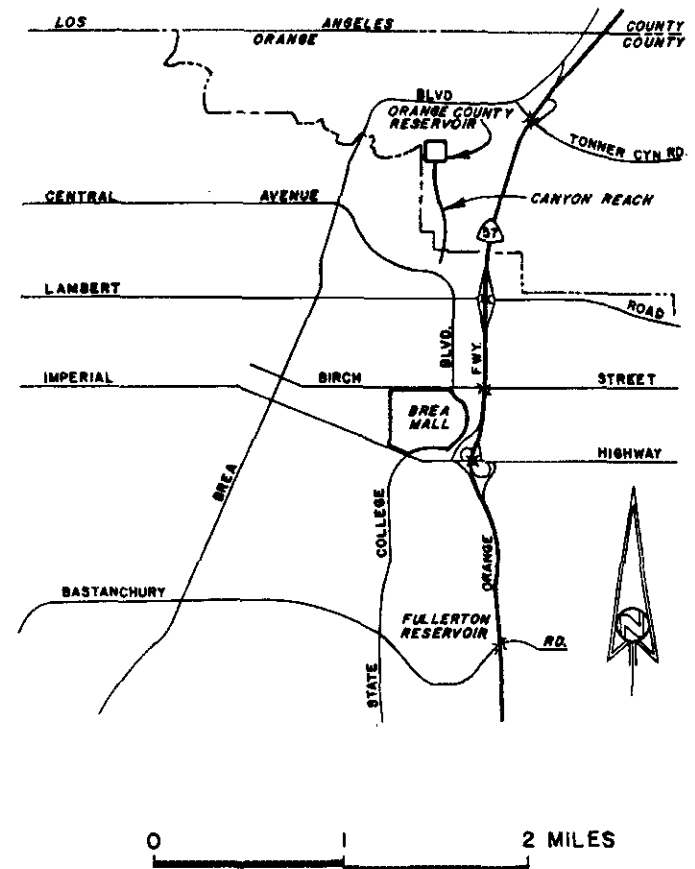 LOS ANGELES COUNTY
ORANGE COUNTY
BLVD
ORANGE COUNTY
RESERVOIR
TONNER CYN RD.
CENTRAL AVENUE
CANYON REACH
57
LAMBERT ROAD
BLVD.
FWY.
IMPERIAL
BIRCH STREET
BREA
MALL
HIGHWAY
BREA
COLLEGE
ORANGE
BASTANCHURY
FULLERTON
RESERVOIR
RD.
STATE
N
0 1 2 MILES